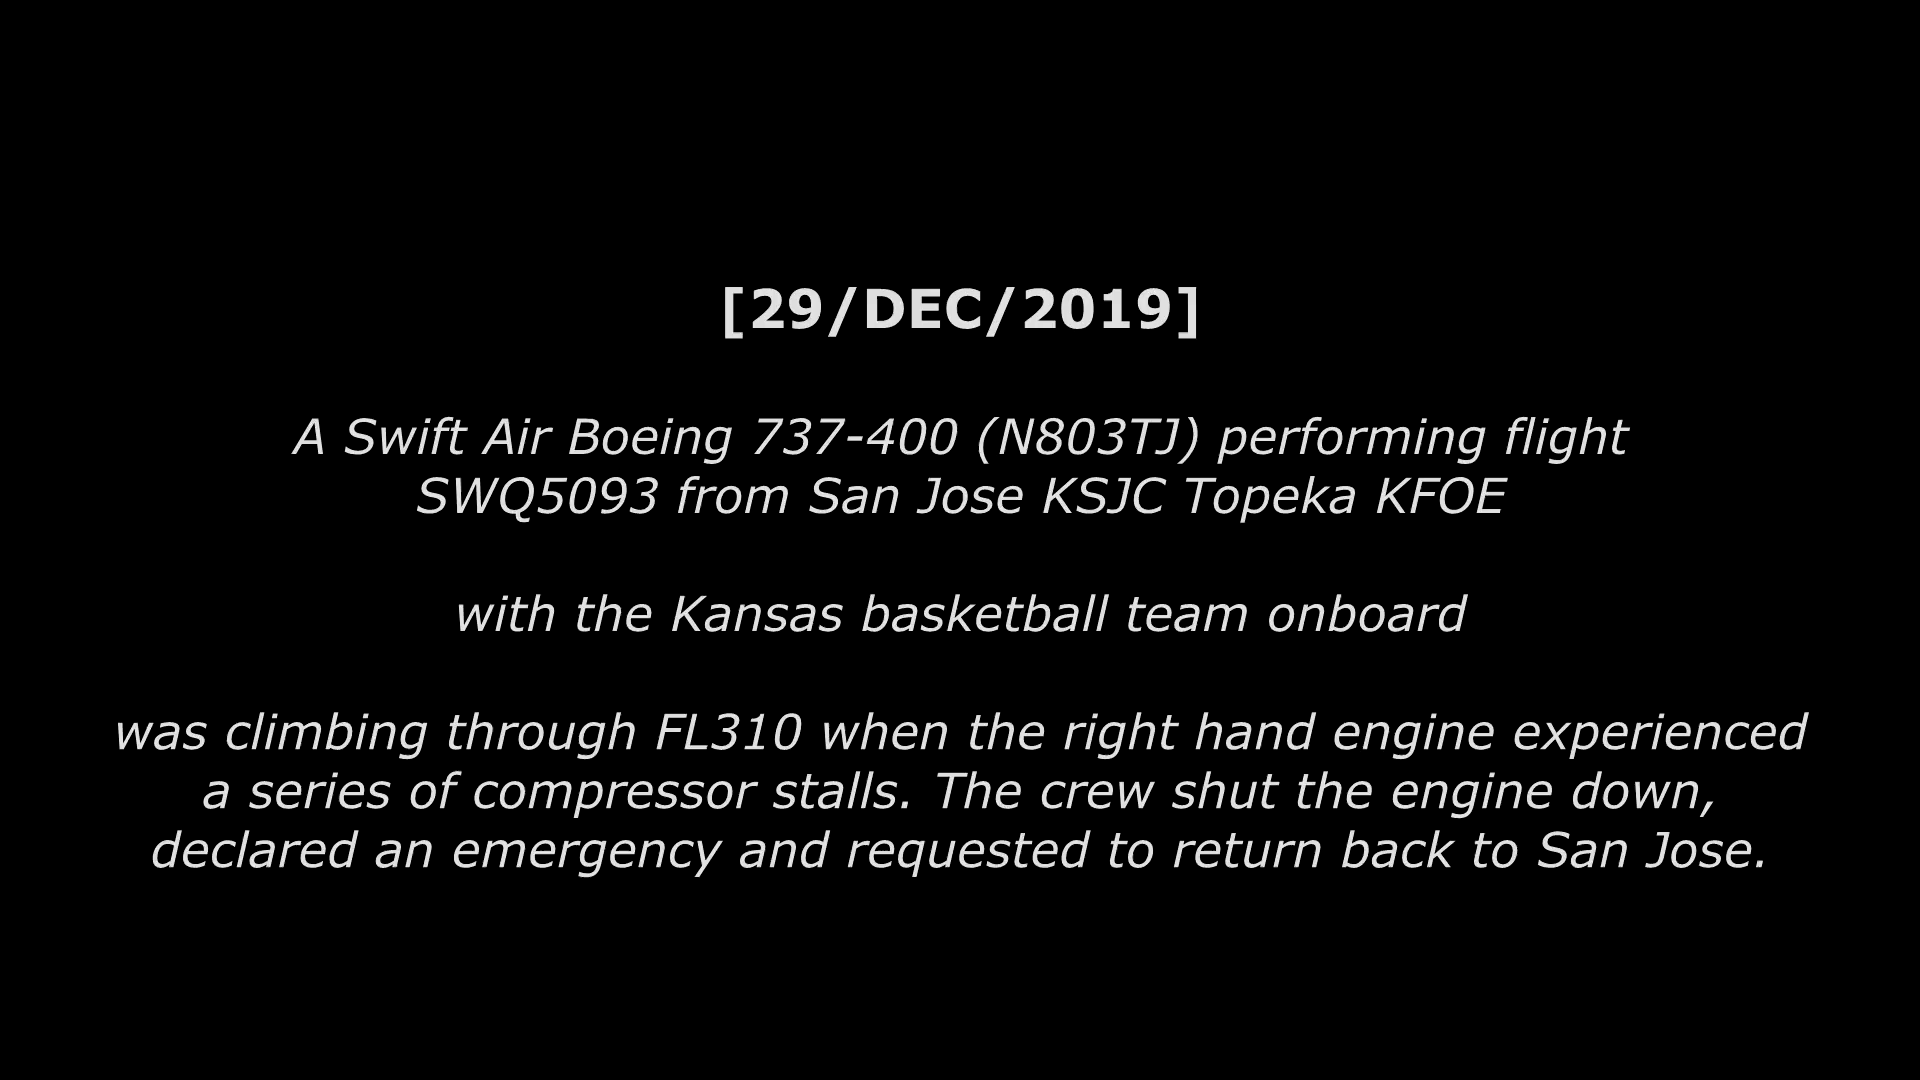 [29/DEC/2019]
A Swift Air Boeing 737-400 (N803TJ) performing flight
SWQ5093 from San Jose KSJC Topeka KFOE
with the Kansas basketball team onboard
was climbing through FL310 when the right hand engine experienced
a series of compressor stalls. The crew shut the engine down,
declared an emergency and requested to return back to San Jose.